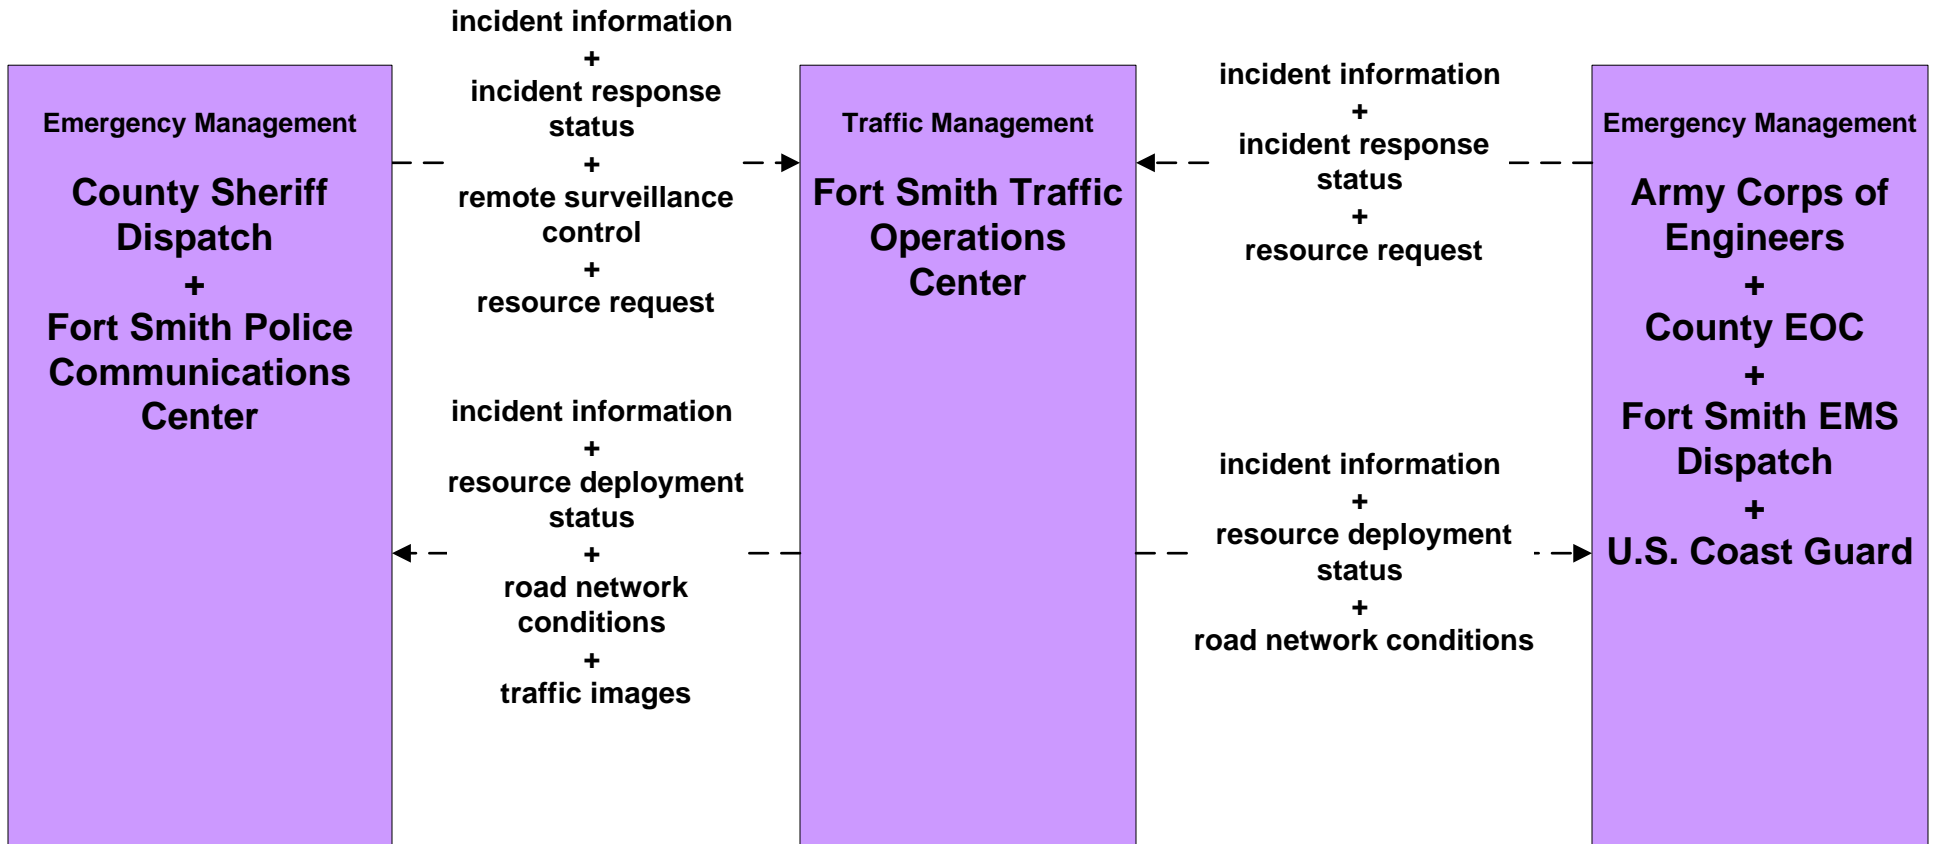 Emergency Management
County Sheriff
Dispatch
+
Fort Smith Police
Communications
Center
incident information
+
incident response
status
+
remote surveillance
control
+
resource request
incident information
+
resource deployment
status
+
road network
conditions
+
traffic images
Traffic Management
Fort Smith Traffic
Operations
Center
incident information
+
incident response
status
+
resource request
incident information
+
resource deployment
status
+
road network conditions
Emergency Management
Army Corps of
Engineers
+
County EOC
+
Fort Smith EMS
Dispatch
+
U.S. Coast Guard